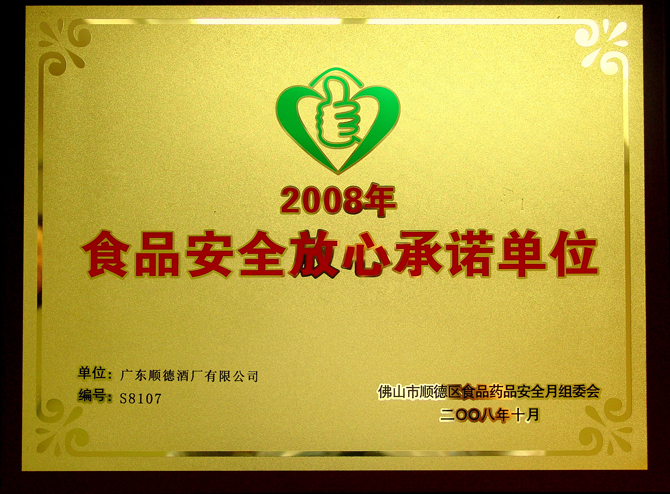 2008年
食品安全放心承诺单位
单位：广东顺德酒厂有限公司
编号：S8107
佛山市顺德区食品药品安全月组委会
二〇〇八年十月